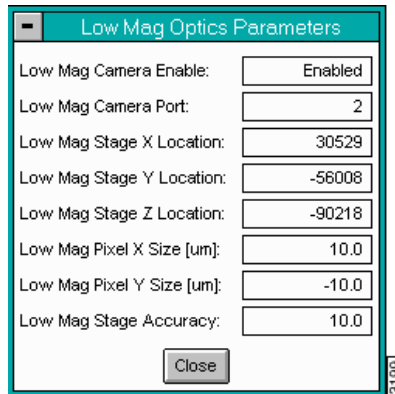 Low Mag Optics Parameters
Low Mag Camera Enable: Enabled
Low Mag Camera Port: 2
Low Mag Stage X Location: 30529
Low Mag Stage Y Location: -56008
Low Mag Stage Z Location: -90218
Low Mag Pixel X Size [um]: 10.0
Low Mag Pixel Y Size [um]: -10.0
Low Mag Stage Accuracy: 10.0
Close